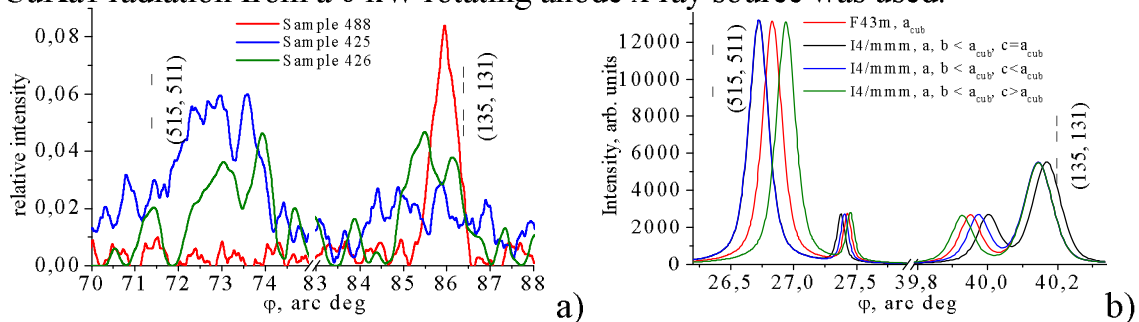 CuKα1 radiation from a 6 kW rotating anode x-ray source was used.
Sample 488
Sample 425
Sample 426
(515, 511)
(135, 131)
relative intensity
0,08
0,06
0,04
0,02
0,00
70 71 72 73 74 83 84 85 86 87 88
φ, arc deg
a)
F43m, a_cub
I4/mmm, a, b < a_cub, c=a_cub
I4/mmm, a, b < a_cub, c<a_cub
I4/mmm, a, b < a_cub, c>a_cub
(515, 511)
(135, 131)
Intensity, arb. units
12000
10000
8000
6000
4000
2000
0
26,5 27,0 27,5 39,8 40,0 40,2
φ, arc deg
b)